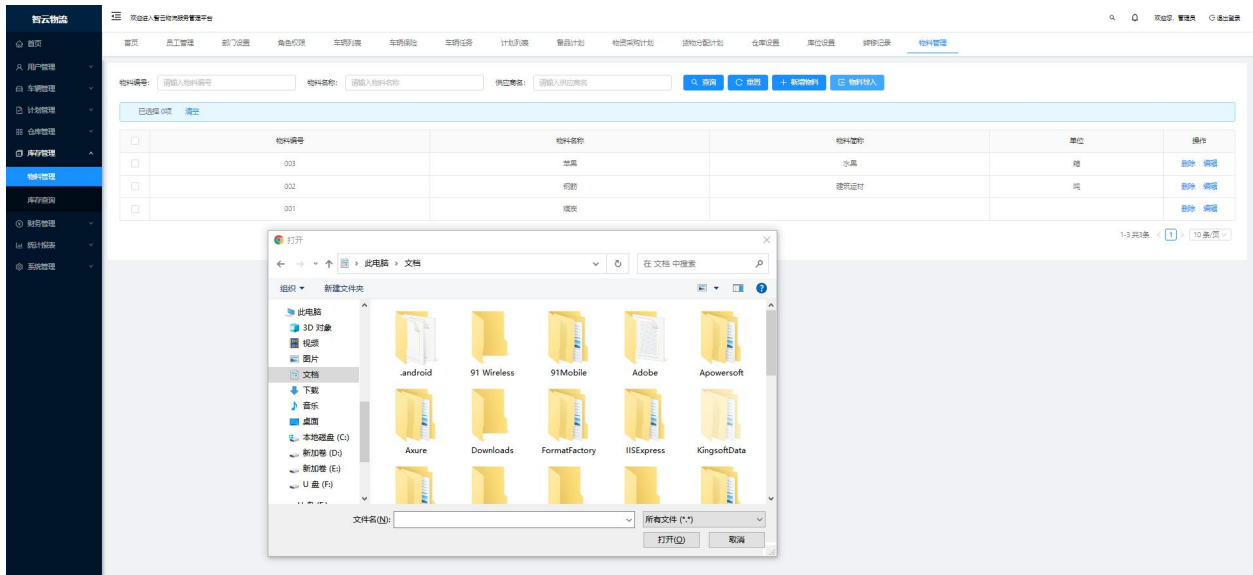 智云物流
欢迎进入智云物流服务管理平台
欢迎您，管理员 退出登录
首页
用户管理
车辆管理
计划管理
仓库管理
库存管理
物料管理
库存查询
财务管理
统计报表
系统管理
首页 员工管理 部门设置 角色权限 车辆列表 车辆保险 车辆任务 计划列表 备品计划 物资采购计划 货物分配计划 仓库设置 库位设置 维修记录 物料管理
物料编号: 请输入物料编号 物料名称: 请输入物料名称 供应商名: 请输入供应商名 查询 重置 + 新增物料 物料导入
已选择 0项 清空
物料编号 物料名称 物料简称 单位 操作
003 苹果 水果 箱 删除 编辑
002 钢筋 建筑运材 吨 删除 编辑
001 煤炭 删除 编辑
1-3 共3条 < 1 > 10 条/页
打开
此电脑 › 文档
在 文档 中搜索
组织 新建文件夹
此电脑
3D 对象
视频
图片
文档
下载
音乐
桌面
本地磁盘 (C:)
新加卷 (D:)
新加卷 (E:)
U 盘 (F:)
.android 91 Wireless 91Mobile Adobe Apowersoft
Axure Downloads FormatFactory IISExpress KingsoftData
文件名(N): 所有文件 (*.*)
打开(O) 取消